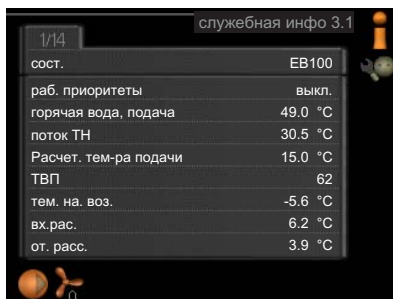 служебная инфо 3.1
1/14
сост. EB100
раб. приоритеты выкл.
горячая вода, подача 49.0 °C
поток ТН 30.5 °C
Расчет. тем-ра подачи 15.0 °C
ТВП 62
тем. на. воз. -5.6 °C
вх.рас. 6.2 °C
от. расс. 3.9 °C